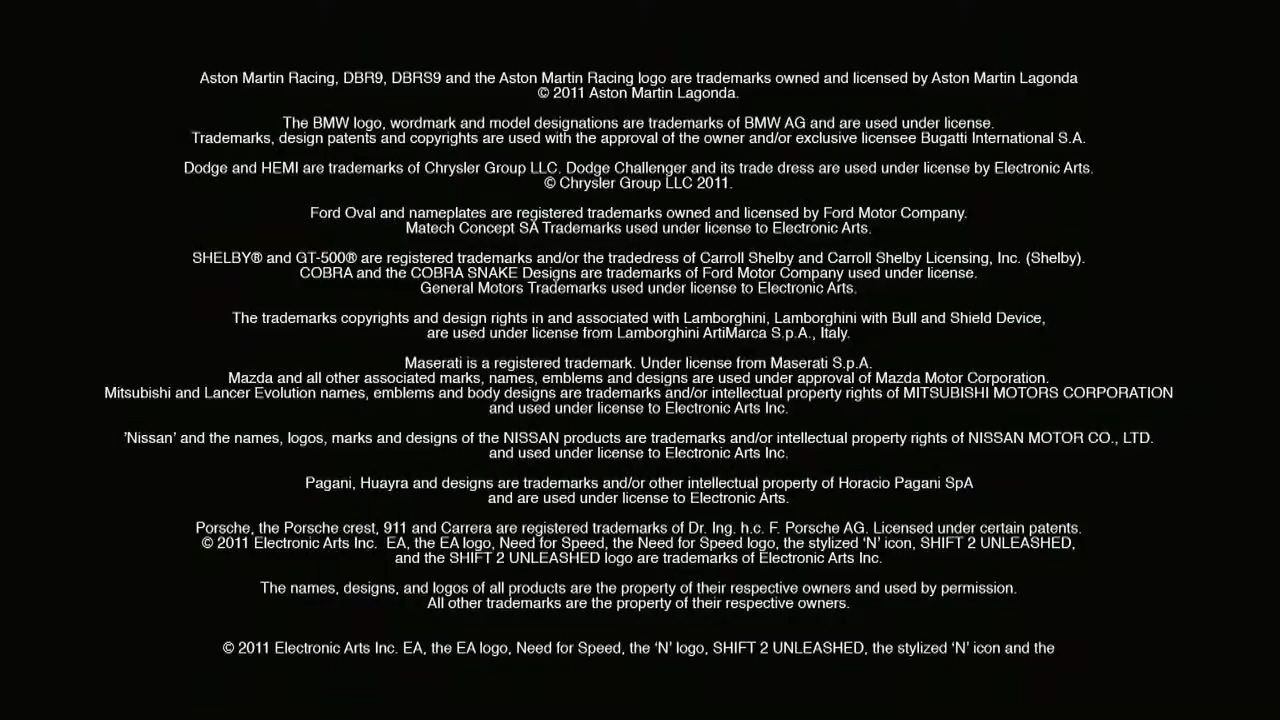 Aston Martin Racing, DBR9, DBRS9 and the Aston Martin Racing logo are trademarks owned and licensed by Aston Martin Lagonda
© 2011 Aston Martin Lagonda.
The BMW logo, wordmark and model designations are trademarks of BMW AG and are used under license.
Trademarks, design patents and copyrights are used with the approval of the owner and/or exclusive licensee Bugatti International S.A.
Dodge and HEMI are trademarks of Chrysler Group LLC. Dodge Challenger and its trade dress are used under license by Electronic Arts.
© Chrysler Group LLC 2011.
Ford Oval and nameplates are registered trademarks owned and licensed by Ford Motor Company.
Matech Concept SA Trademarks used under license to Electronic Arts.
SHELBY® and GT-500® are registered trademarks and/or the tradedress of Carroll Shelby and Carroll Shelby Licensing, Inc. (Shelby).
COBRA and the COBRA SNAKE Designs are trademarks of Ford Motor Company used under license.
General Motors Trademarks used under license to Electronic Arts.
The trademarks copyrights and design rights in and associated with Lamborghini, Lamborghini with Bull and Shield Device,
are used under license from Lamborghini ArtiMarca S.p.A., Italy.
Maserati is a registered trademark. Under license from Maserati S.p.A.
Mazda and all other associated marks, names, emblems and designs are used under approval of Mazda Motor Corporation.
Mitsubishi and Lancer Evolution names, emblems and body designs are trademarks and/or intellectual property rights of MITSUBISHI MOTORS CORPORATION
and used under license to Electronic Arts Inc.
’Nissan’ and the names, logos, marks and designs of the NISSAN products are trademarks and/or intellectual property rights of NISSAN MOTOR CO., LTD.
and used under license to Electronic Arts Inc.
Pagani, Huayra and designs are trademarks and/or other intellectual property of Horacio Pagani SpA
and are used under license to Electronic Arts.
Porsche, the Porsche crest, 911 and Carrera are registered trademarks of Dr. Ing. h.c. F. Porsche AG. Licensed under certain patents.
© 2011 Electronic Arts Inc.  EA, the EA logo, Need for Speed, the Need for Speed logo, the stylized ‘N’ icon, SHIFT 2 UNLEASHED,
and the SHIFT 2 UNLEASHED logo are trademarks of Electronic Arts Inc.
The names, designs, and logos of all products are the property of their respective owners and used by permission.
All other trademarks are the property of their respective owners.
© 2011 Electronic Arts Inc. EA, the EA logo, Need for Speed, the ‘N’ logo, SHIFT 2 UNLEASHED, the stylized ‘N’ icon and the